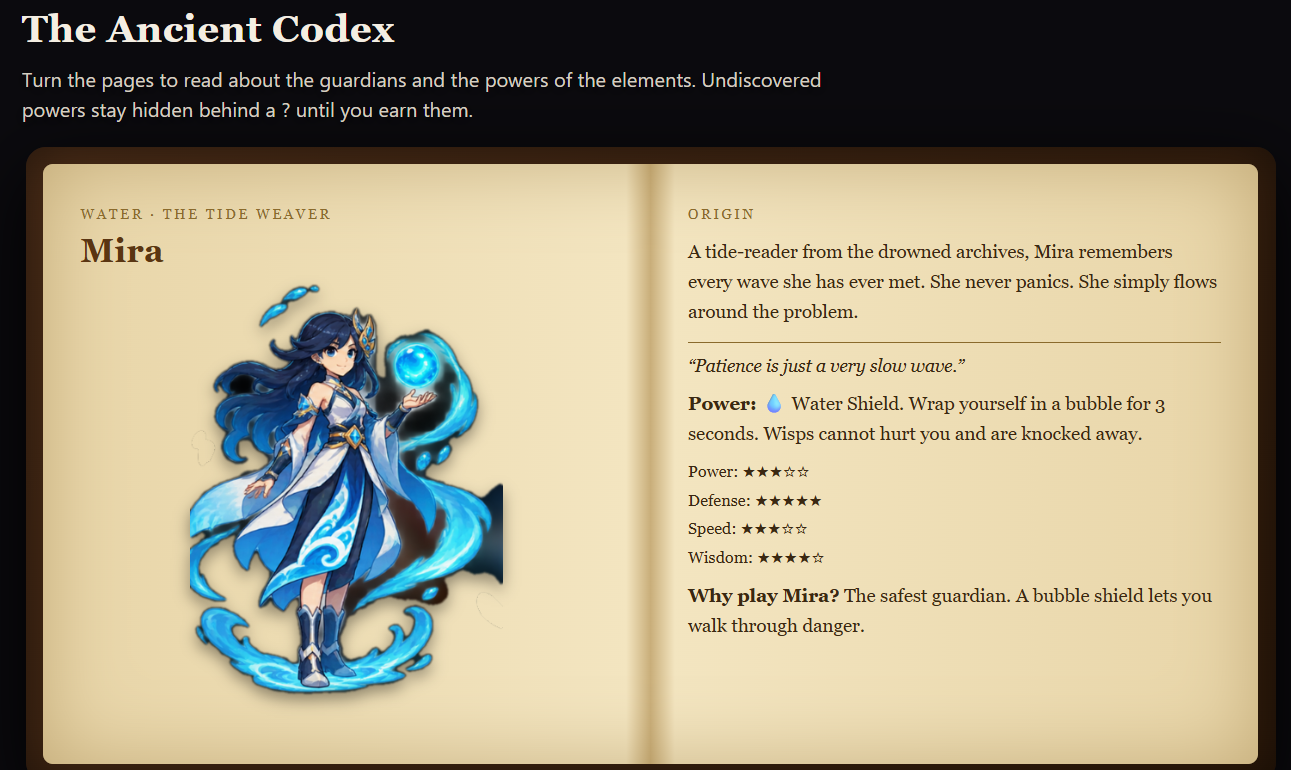 The Ancient Codex
Turn the pages to read about the guardians and the powers of the elements. Undiscovered
powers stay hidden behind a ? until you earn them.
WATER · THE TIDE WEAVER
Mira
ORIGIN
A tide-reader from the drowned archives, Mira remembers
every wave she has ever met. She never panics. She simply flows
around the problem.
“Patience is just a very slow wave.”
Power: 💧 Water Shield. Wrap yourself in a bubble for 3
seconds. Wisps cannot hurt you and are knocked away.
Power: ★★★☆☆
Defense: ★★★★★
Speed: ★★★☆☆
Wisdom: ★★★★☆
Why play Mira? The safest guardian. A bubble shield lets you
walk through danger.